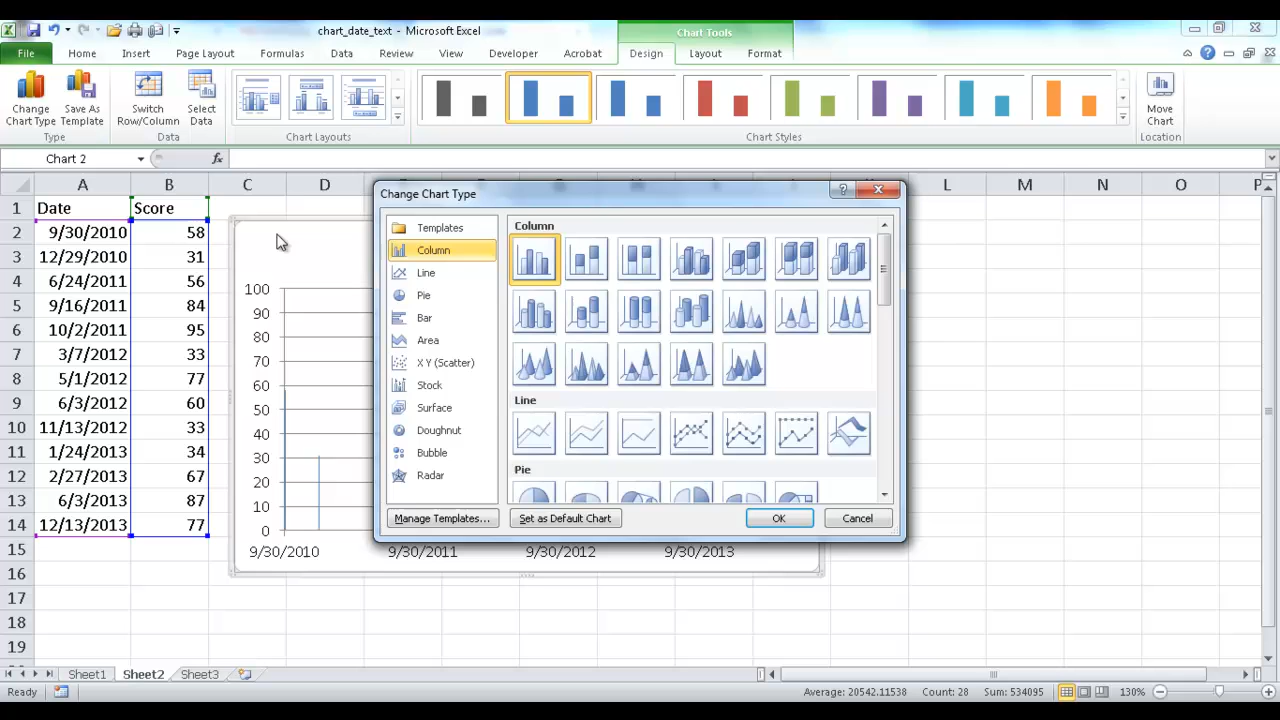 chart_date_text - Microsoft Excel
Chart Tools
File Home Insert Page Layout Formulas Data Review View Developer Acrobat Design Layout Format
Change Chart Type
Save As Template
Switch Row/Column
Select Data
Move Chart
Type Data Chart Layouts Chart Styles Location
Chart 2 fx
A B C D L M N O P
1 Date Score
2 9/30/2010 58
3 12/29/2010 31
4 6/24/2011 56
5 9/16/2011 84
6 10/2/2011 95
7 3/7/2012 33
8 5/1/2012 77
9 6/3/2012 60
10 11/13/2012 33
11 1/24/2013 34
12 2/27/2013 67
13 6/3/2013 87
14 12/13/2013 77
15
16
17
18
19
100
90
80
70
60
50
40
30
20
10
0
9/30/2010 9/30/2011 9/30/2012 9/30/2013
Change Chart Type
Templates
Column
Line
Pie
Bar
Area
X Y (Scatter)
Stock
Surface
Doughnut
Bubble
Radar
Column
Line
Pie
Manage Templates... Set as Default Chart OK Cancel
Sheet1 Sheet2 Sheet3
Ready Average: 20542.11538 Count: 28 Sum: 534095 130%